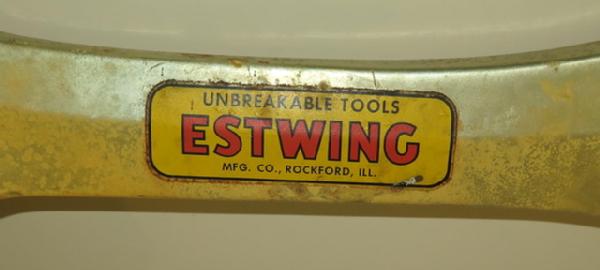 UNBREAKABLE TOOLS
ESTWING
MFG. CO., ROCKFORD, ILL.